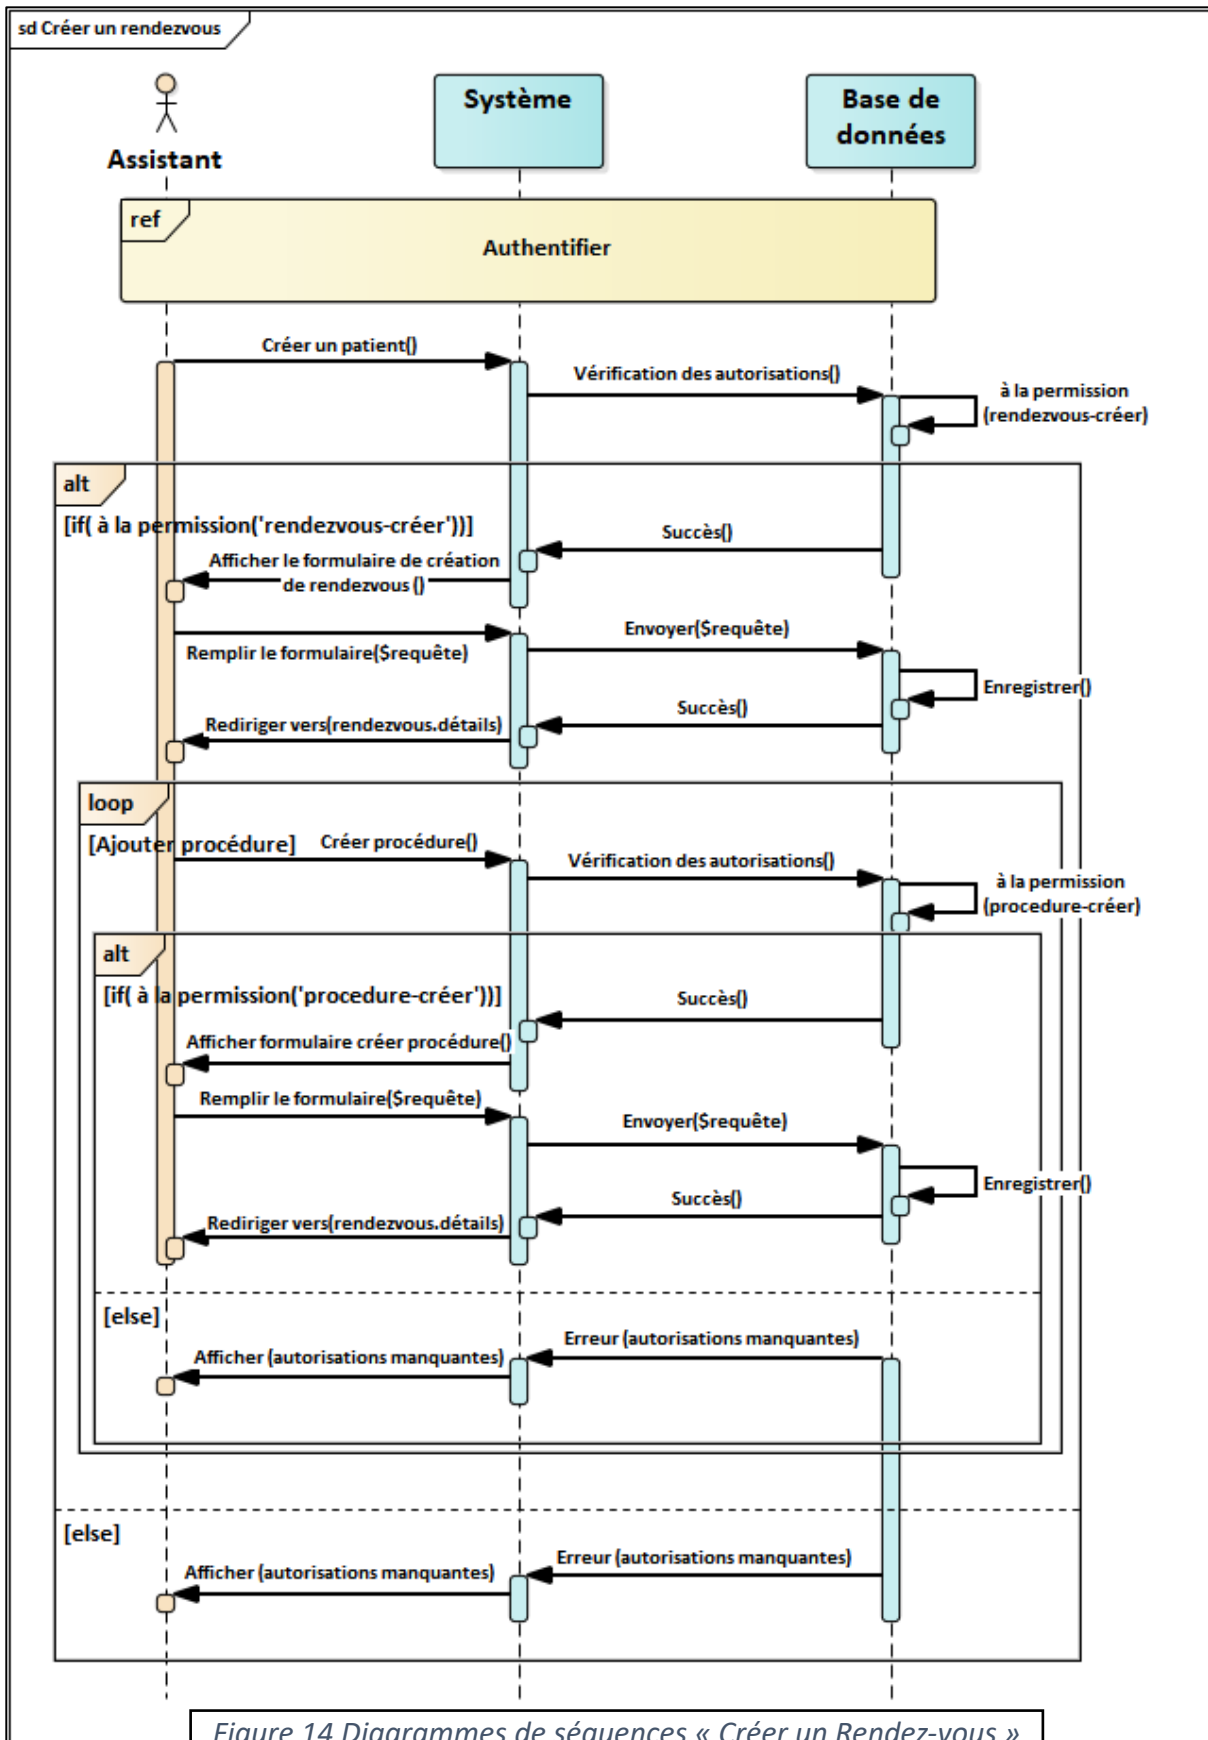 sd Créer un rendezvous
Système
Base de
données
Assistant
ref
Authentifier
Créer un patient()
Vérification des autorisations()
à la permission
(rendezvous-créer)
alt
[if( à la permission('rendezvous-créer'))]
Succès()
Afficher le formulaire de création
de rendezvous ()
Envoyer($requête)
Remplir le formulaire($requête)
Enregistrer()
Succès()
Rediriger vers(rendezvous.détails)
loop
[Ajouter procédure]
Créer procédure()
Vérification des autorisations()
à la permission
(procedure-créer)
alt
[if( à la permission('procedure-créer'))]
Succès()
Afficher formulaire créer procédure()
Remplir le formulaire($requête)
Envoyer($requête)
Enregistrer()
Succès()
Rediriger vers(rendezvous.détails)
[else]
Erreur (autorisations manquantes)
Afficher (autorisations manquantes)
[else]
Erreur (autorisations manquantes)
Afficher (autorisations manquantes)
Figure 14 Diagrammes de séquences « Créer un Rendez-vous »